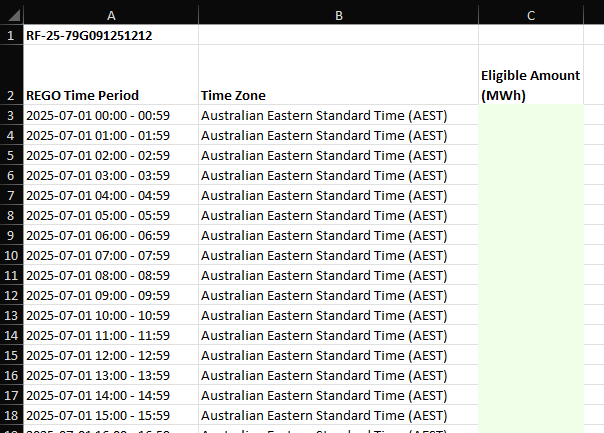 A B C
1 RF-25-79G091251212
Eligible Amount
2 REGO Time Period Time Zone (MWh)
3 2025-07-01 00:00 - 00:59 Australian Eastern Standard Time (AEST)
4 2025-07-01 01:00 - 01:59 Australian Eastern Standard Time (AEST)
5 2025-07-01 02:00 - 02:59 Australian Eastern Standard Time (AEST)
6 2025-07-01 03:00 - 03:59 Australian Eastern Standard Time (AEST)
7 2025-07-01 04:00 - 04:59 Australian Eastern Standard Time (AEST)
8 2025-07-01 05:00 - 05:59 Australian Eastern Standard Time (AEST)
9 2025-07-01 06:00 - 06:59 Australian Eastern Standard Time (AEST)
10 2025-07-01 07:00 - 07:59 Australian Eastern Standard Time (AEST)
11 2025-07-01 08:00 - 08:59 Australian Eastern Standard Time (AEST)
12 2025-07-01 09:00 - 09:59 Australian Eastern Standard Time (AEST)
13 2025-07-01 10:00 - 10:59 Australian Eastern Standard Time (AEST)
14 2025-07-01 11:00 - 11:59 Australian Eastern Standard Time (AEST)
15 2025-07-01 12:00 - 12:59 Australian Eastern Standard Time (AEST)
16 2025-07-01 13:00 - 13:59 Australian Eastern Standard Time (AEST)
17 2025-07-01 14:00 - 14:59 Australian Eastern Standard Time (AEST)
18 2025-07-01 15:00 - 15:59 Australian Eastern Standard Time (AEST)